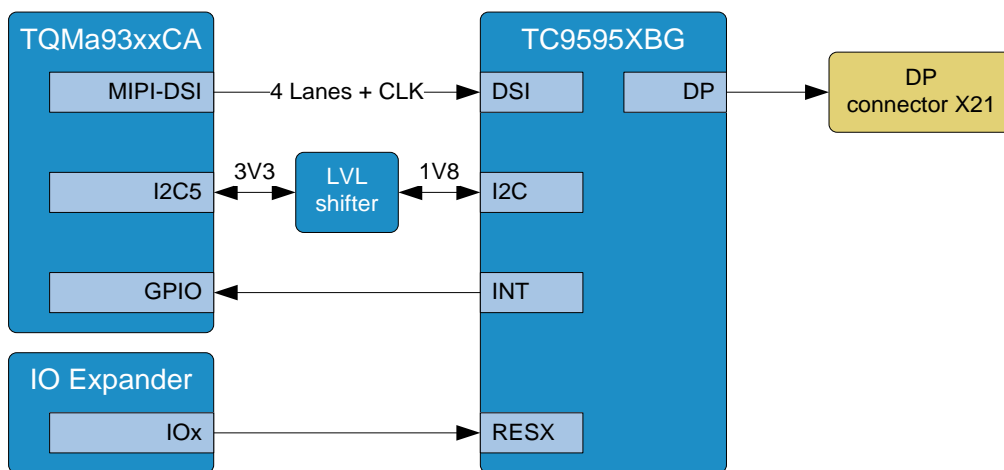 TQMa93xxCA
TC9595XBG
MIPI-DSI
4 Lanes + CLK
DSI
DP
DP
connector X21
3V3
LVL
shifter
1V8
I2C5
I2C
GPIO
INT
IO Expander
IOx
RESX